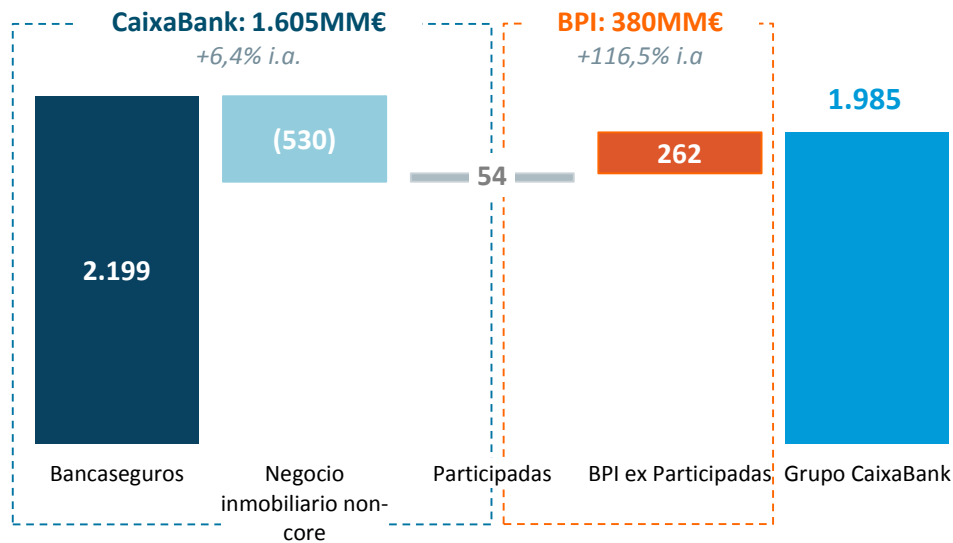 CaixaBank: 1.605MM€
+6,4% i.a.
BPI: 380MM€
+116,5% i.a
1.985
(530)
262
54
2.199
Bancaseguros
Negocio
inmobiliario non-
core
Participadas
BPI ex Participadas
Grupo CaixaBank